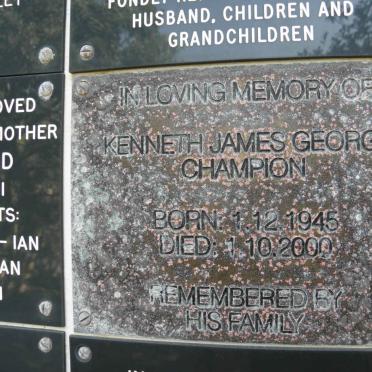 HUSBAND, CHILDREN AND
GRANDCHILDREN
MOTHER
– IAN
IN LOVING MEMORY OF
KENNETH JAMES GEORG
CHAMPION
BORN: 1.12.1945
DIED: 1.10.2000
REMEMBERED BY
HIS FAMILY